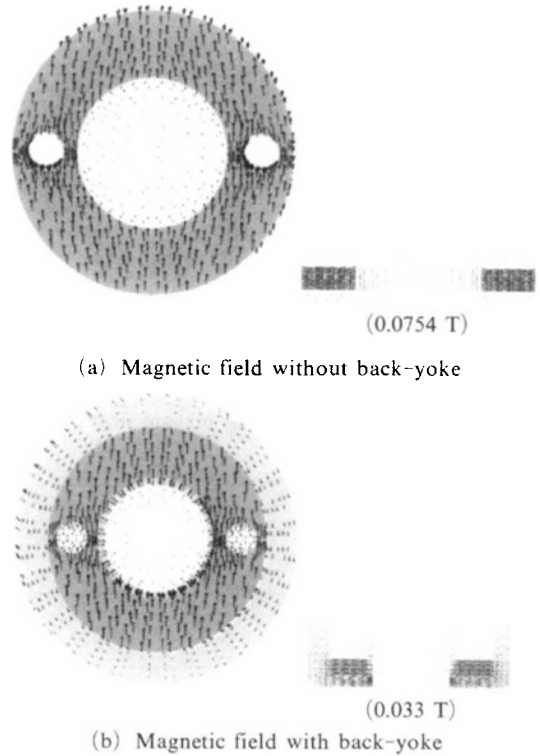 (0.0754 T)
(a) Magnetic field without back-yoke
(0.033 T)
(b) Magnetic field with back-yoke